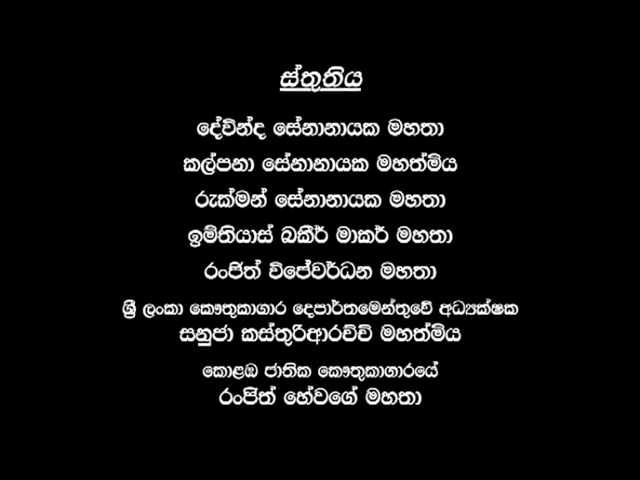 ස්තුතිය
දේවින්ද සේනානායක මහතා
කල්පනා සේනානායක මහත්මිය
රුක්මන් සේනානායක මහතා
ඉම්තියාස් බකීර් මාකර් මහතා
රංජිත් විජේවර්ධන මහතා
ශ්‍රී ලංකා කෞතුකාගාර දෙපාර්තමෙන්තුවේ අධ්‍යක්ෂක
සනුජා කස්තුරිආරච්චි මහත්මිය
කොළඹ ජාතික කෞතුකාගාරයේ
රංජිත් හේවගේ මහතා